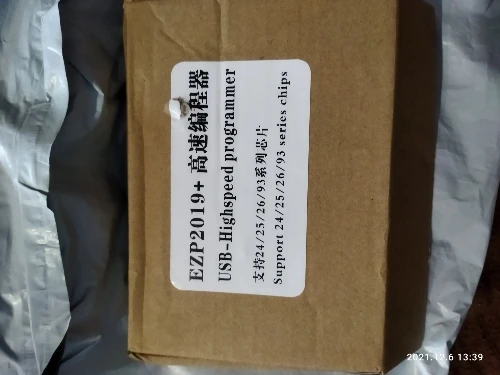 EZP2019+ 高速编程器
USB-Highspeed programmer
支持24/25/26/93系列芯片
Support 24/25/26/93 series chips
2021.12.6 13:39